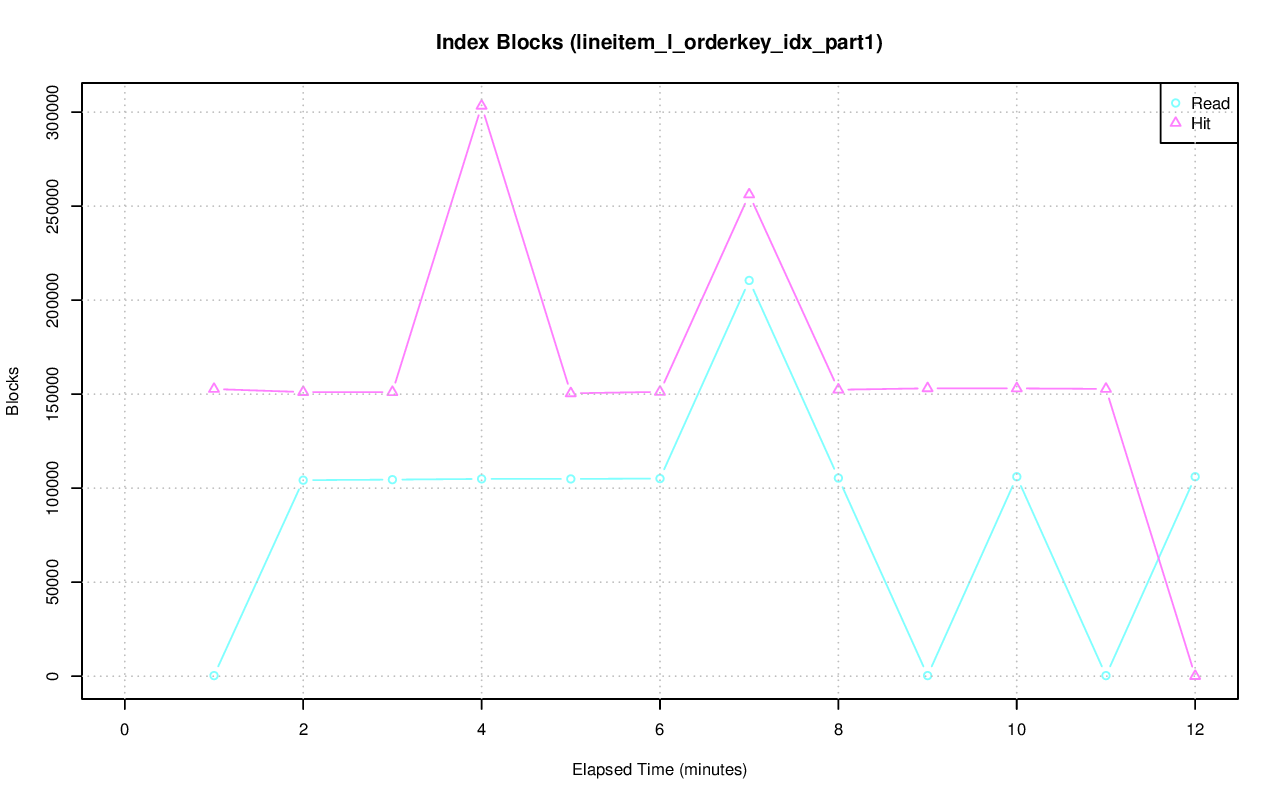 Index Blocks (lineitem_l_orderkey_idx_part1)
Read
Hit
Blocks
300000
250000
200000
150000
100000
50000
0
0 2 4 6 8 10 12
Elapsed Time (minutes)